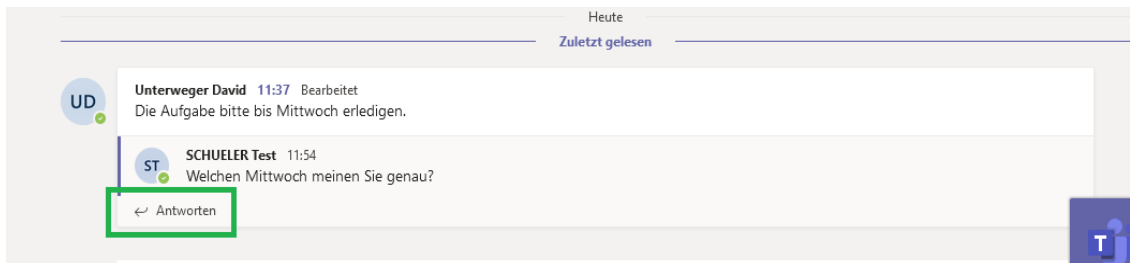 Heute
Zuletzt gelesen
UD
Unterweger David 11:37 Bearbeitet
Die Aufgabe bitte bis Mittwoch erledigen.
ST
SCHUELER Test 11:54
Welchen Mittwoch meinen Sie genau?
Antworten
T